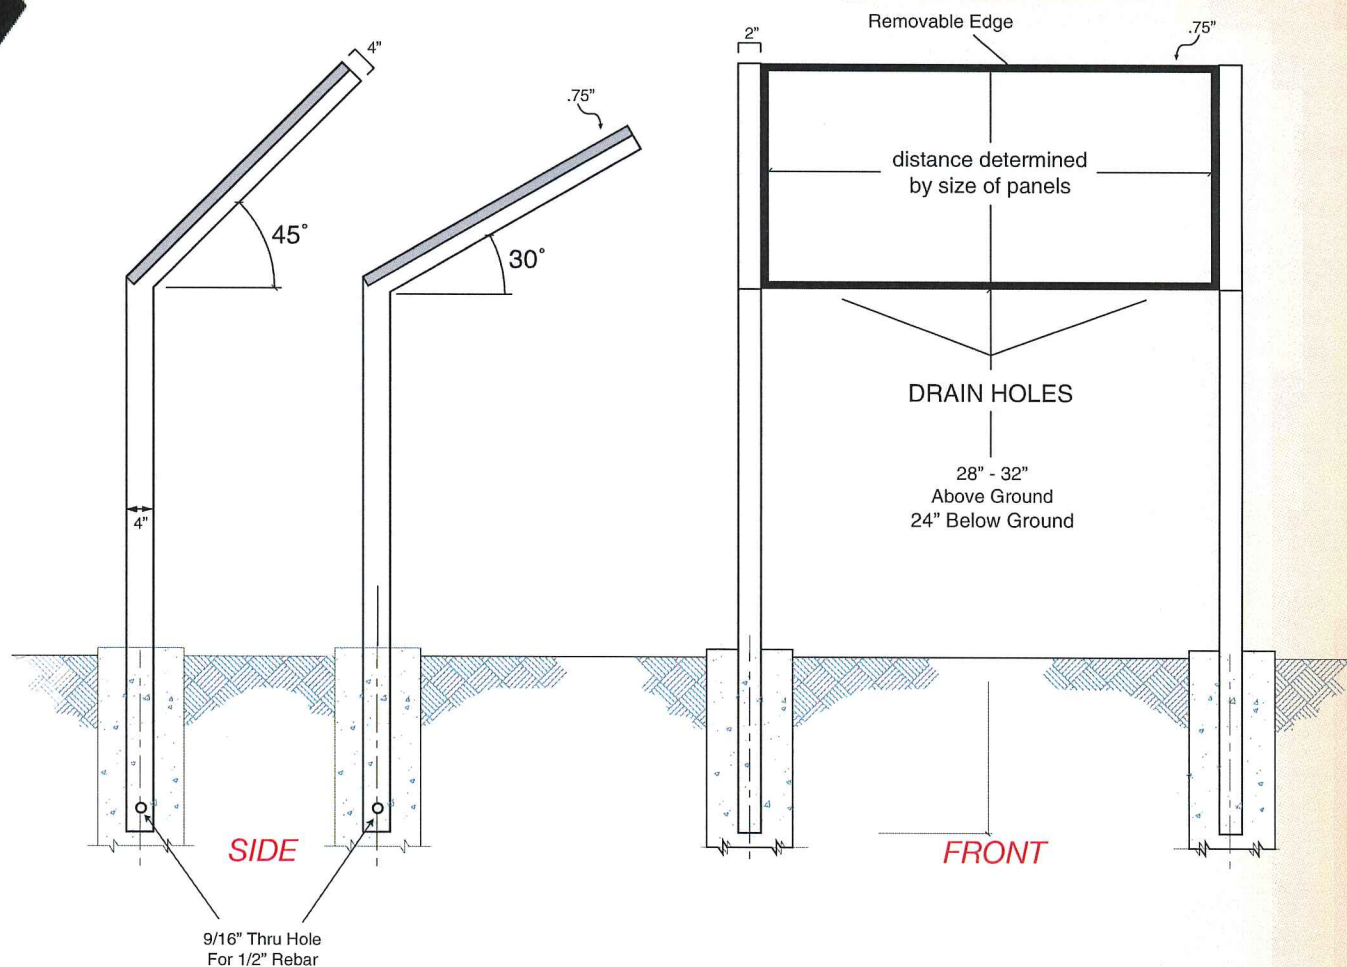 4"
.75"
45°
30°
4"
SIDE
9/16" Thru Hole
For 1/2" Rebar
2"
Removable Edge
.75"
distance determined
by size of panels
DRAIN HOLES
28" - 32"
Above Ground
24" Below Ground
FRONT